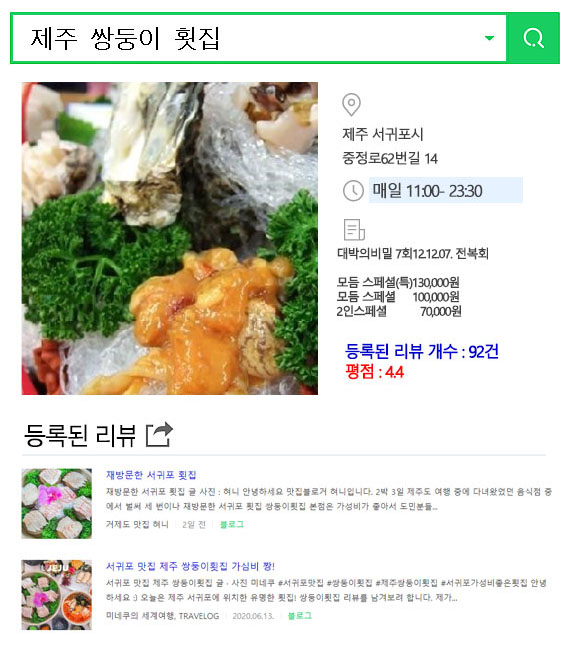 제주 쌍둥이 횟집
제주 서귀포시
중정로62번길 14
매일 11:00- 23:30
대박의비밀 7회12.12.07. 전복회
모듬 스페셜(특)130,000원
모듬 스페셜 100,000원
2인스페셜 70,000원
등록된 리뷰 개수 : 92건
평점 : 4.4
등록된 리뷰
재방문한 서귀포 횟집
재방문한 서귀포 횟집 글 사진 : 혀니 안녕하세요 맛집블로거 혀니입니다. 2박 3일 제주도 여행 중에 다녀왔었던 음식점 중
에서 벌써 세 번이나 재방문한 서귀포 횟집 쌍둥이횟집 본점은 가성비가 좋아서 도민들...
거제도 맛집 혀니 2일 전 블로그
서귀포 맛집 제주 쌍둥이횟집 가심비 짱!
서귀포 맛집 제주 쌍둥이횟집 글 · 사진 미네쿠 #서귀포맛집 #쌍둥이횟집 #제주쌍둥이횟집 #서귀포가성비좋은횟집 안녕
하세요 :) 오늘은 제주 서귀포에 위치한 유명한 횟집! 쌍둥이횟집 리뷰를 남겨보려 합니다. 제가...
미네쿠의 세계여행, TRAVELOG 2020.06.13. 블로그
JEJU